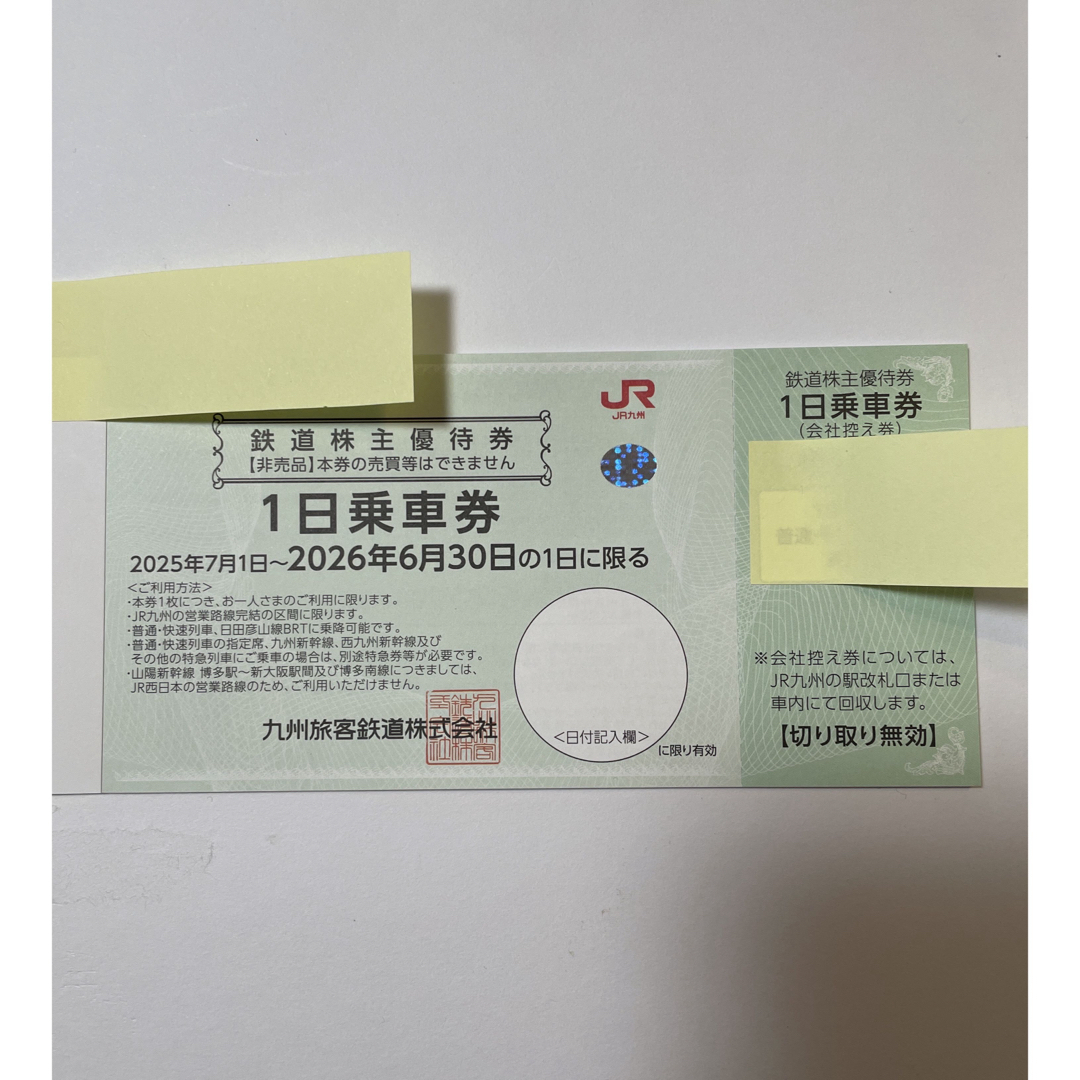 JR
JR九州
鉄道株主優待券
【非売品】本券の売買等はできません
1日乗車券
2025年7月1日～2026年6月30日の1日に限る
＜ご利用方法＞
・本券1枚につき、お一人さまのご利用に限ります。
・JR九州の営業路線完結の区間に限ります。
・普通・快速列車、日田彦山線BRTに乗降可能です。
・普通・快速列車の指定席、九州新幹線、西九州新幹線及び
その他の特急列車にご乗車の場合は、別途特急券等が必要です。
・山陽新幹線 博多駅～新大阪駅間及び博多南線につきましては、
JR西日本の営業路線のため、ご利用いただけません。
九州旅客鉄道株式会社
＜日付記入欄＞
に限り有効
鉄道株主優待券
1日乗車券
（会社控え券）
※会社控え券については、
JR九州の駅改札口または
車内にて回収します。
【切り取り無効】